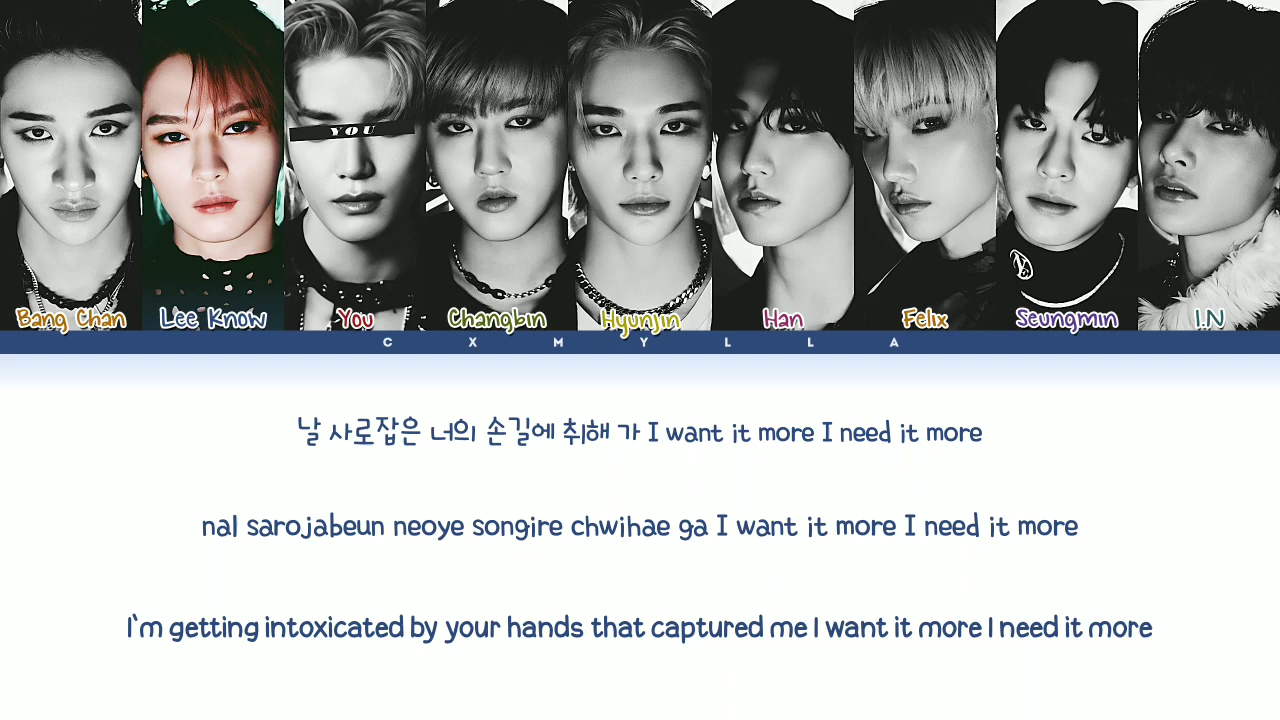 YOU
Bang Chan
Lee Know
You
Changbin
Hyunjin
Han
Felix
Seungmin
I.N
C X M Y L L A
날 사로잡은 너의 손길에 취해 가 I want it more I need it more
nal sarojabeun neoye songire chwihae ga I want it more I need it more
I'm getting intoxicated by your hands that captured me I want it more I need it more